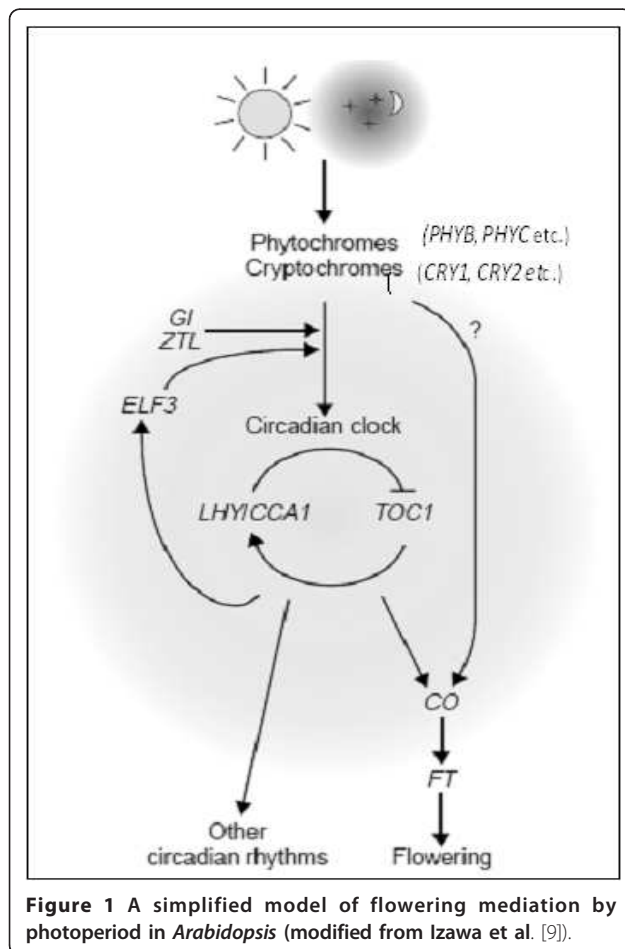 Phytochromes (PHYB, PHYC etc.)
Cryptochromes (CRY1, CRY2 etc.)
?
GI
ZTL
ELF3
Circadian clock
LHY/CCA1 TOC1
CO
FT
Other
circadian rhythms
Flowering
Figure 1 A simplified model of flowering mediation by
photoperiod in Arabidopsis (modified from Izawa et al. [9]).